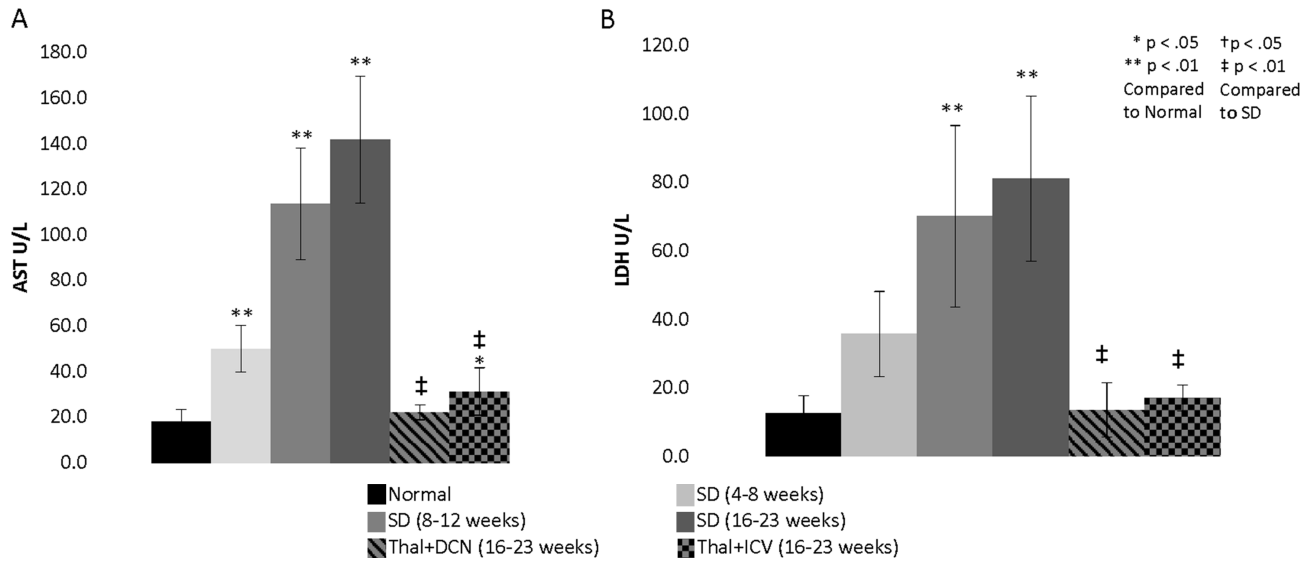 A
AST U/L
180.0
160.0
140.0
120.0
100.0
80.0
60.0
40.0
20.0
0.0
**
**
**
‡
‡
*
B
LDH U/L
120.0
100.0
80.0
60.0
40.0
20.0
0.0
**
**
‡
‡
* p < .05 †p < .05
** p < .01 ‡ p < .01
Compared Compared
to Normal to SD
Normal SD (4-8 weeks)
SD (8-12 weeks) SD (16-23 weeks)
Thal+DCN (16-23 weeks) Thal+ICV (16-23 weeks)